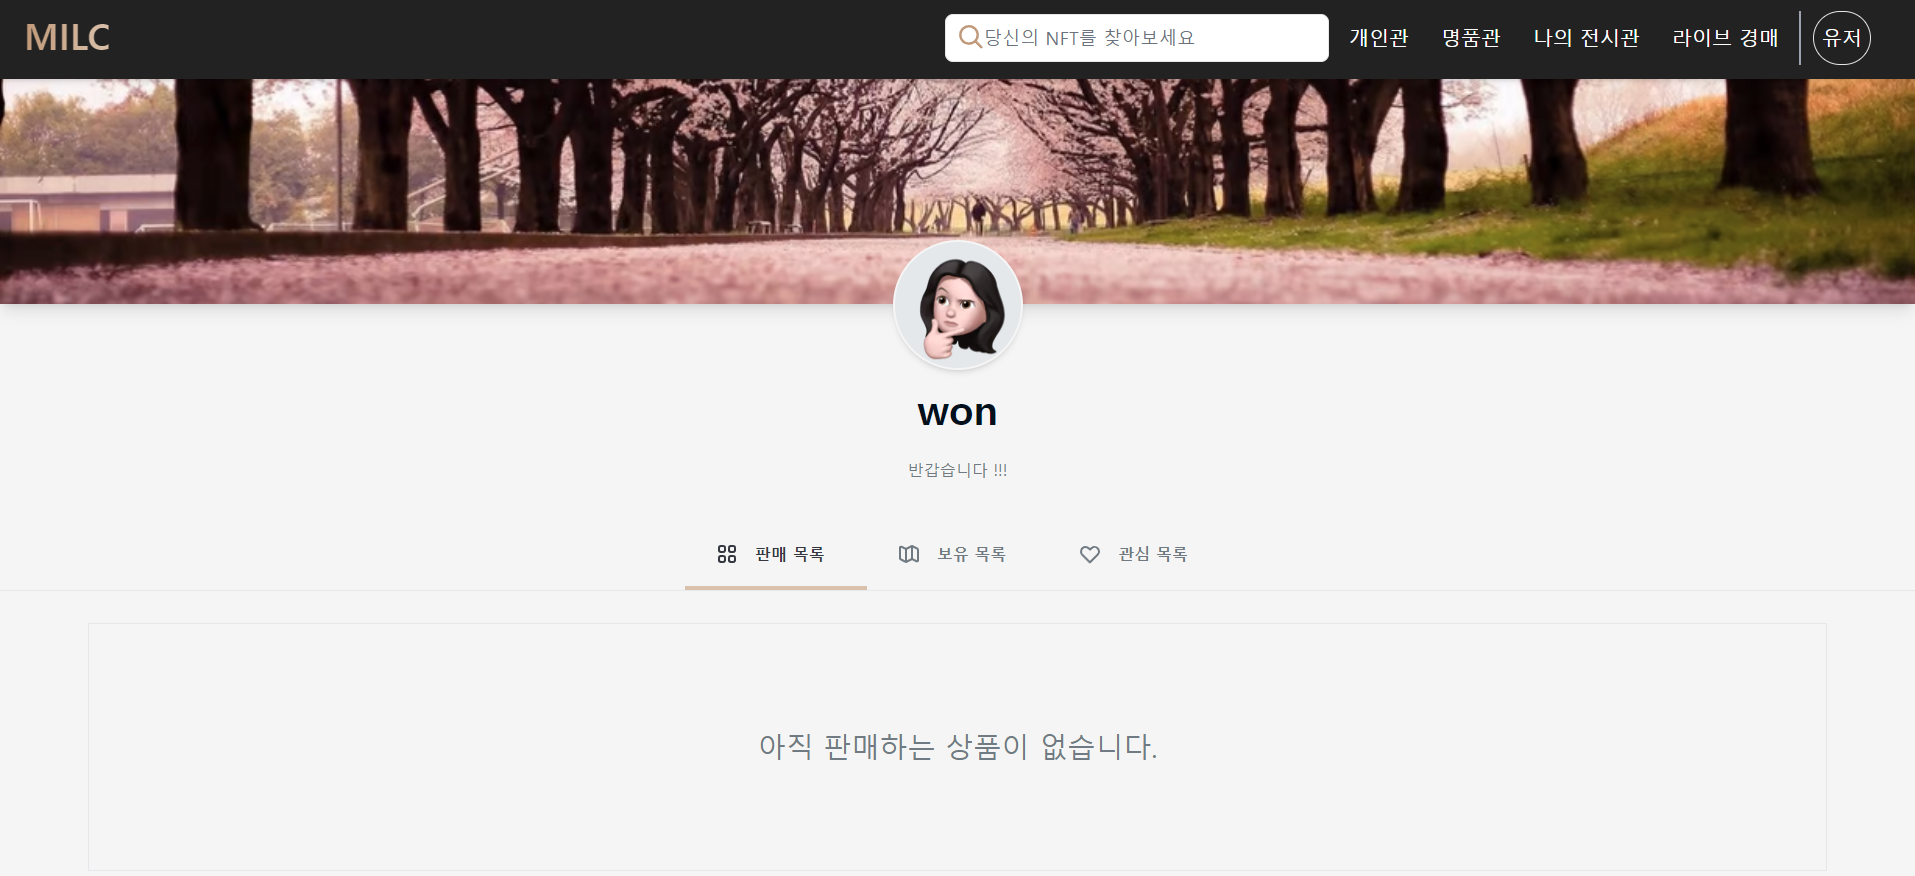 MILC
당신의 NFT를 찾아보세요
개인관
명품관
나의 전시관
라이브 경매
유저
won
반갑습니다 !!!
판매 목록
보유 목록
관심 목록
아직 판매하는 상품이 없습니다.